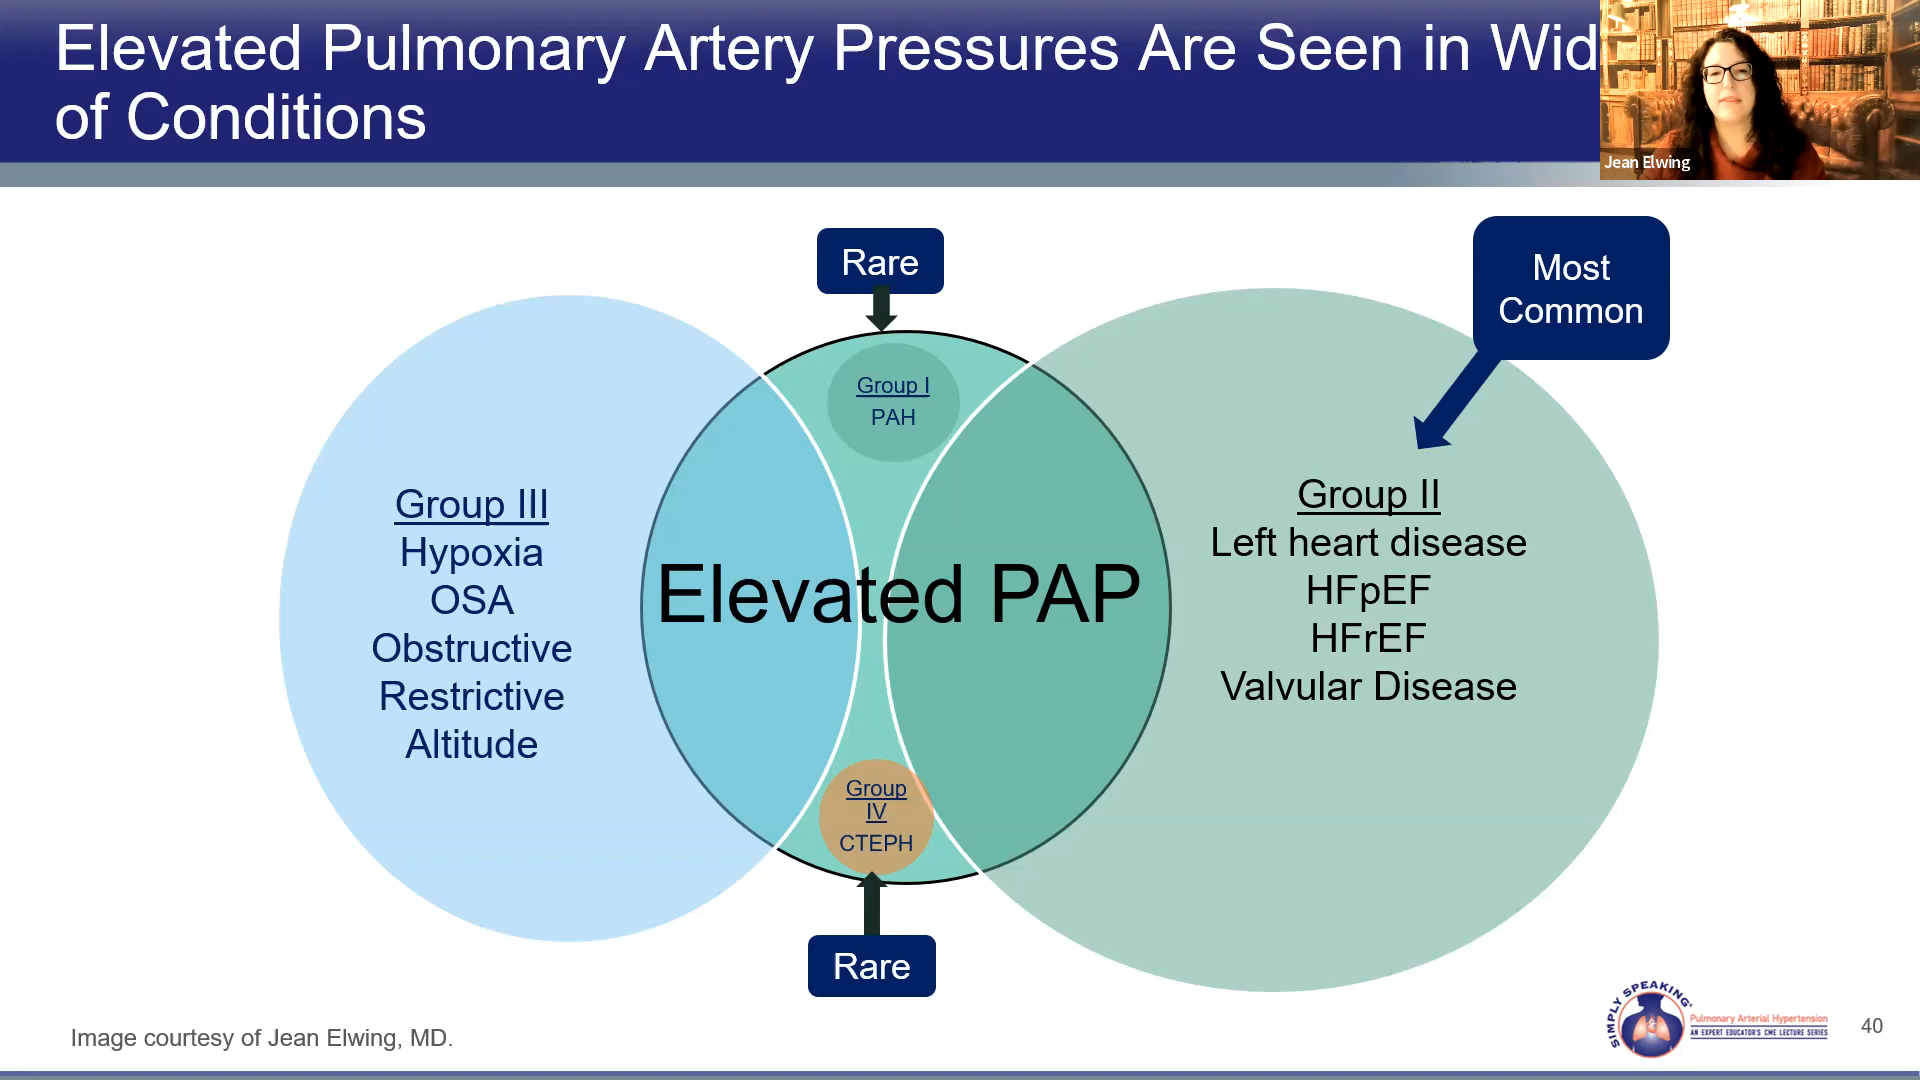 Elevated Pulmonary Artery Pressures Are Seen in Wid
of Conditions
Jean Elwing
Rare
Most
Common
Group I
PAH
Group III
Hypoxia
OSA
Obstructive
Restrictive
Altitude
Elevated PAP
Group II
Left heart disease
HFpEF
HFrEF
Valvular Disease
Group
IV
CTEPH
Rare
Image courtesy of Jean Elwing, MD.
SIMPLY SPEAKING®
Pulmonary Arterial Hypertension
AN EXPERT EDUCATOR'S CME LECTURE SERIES
40